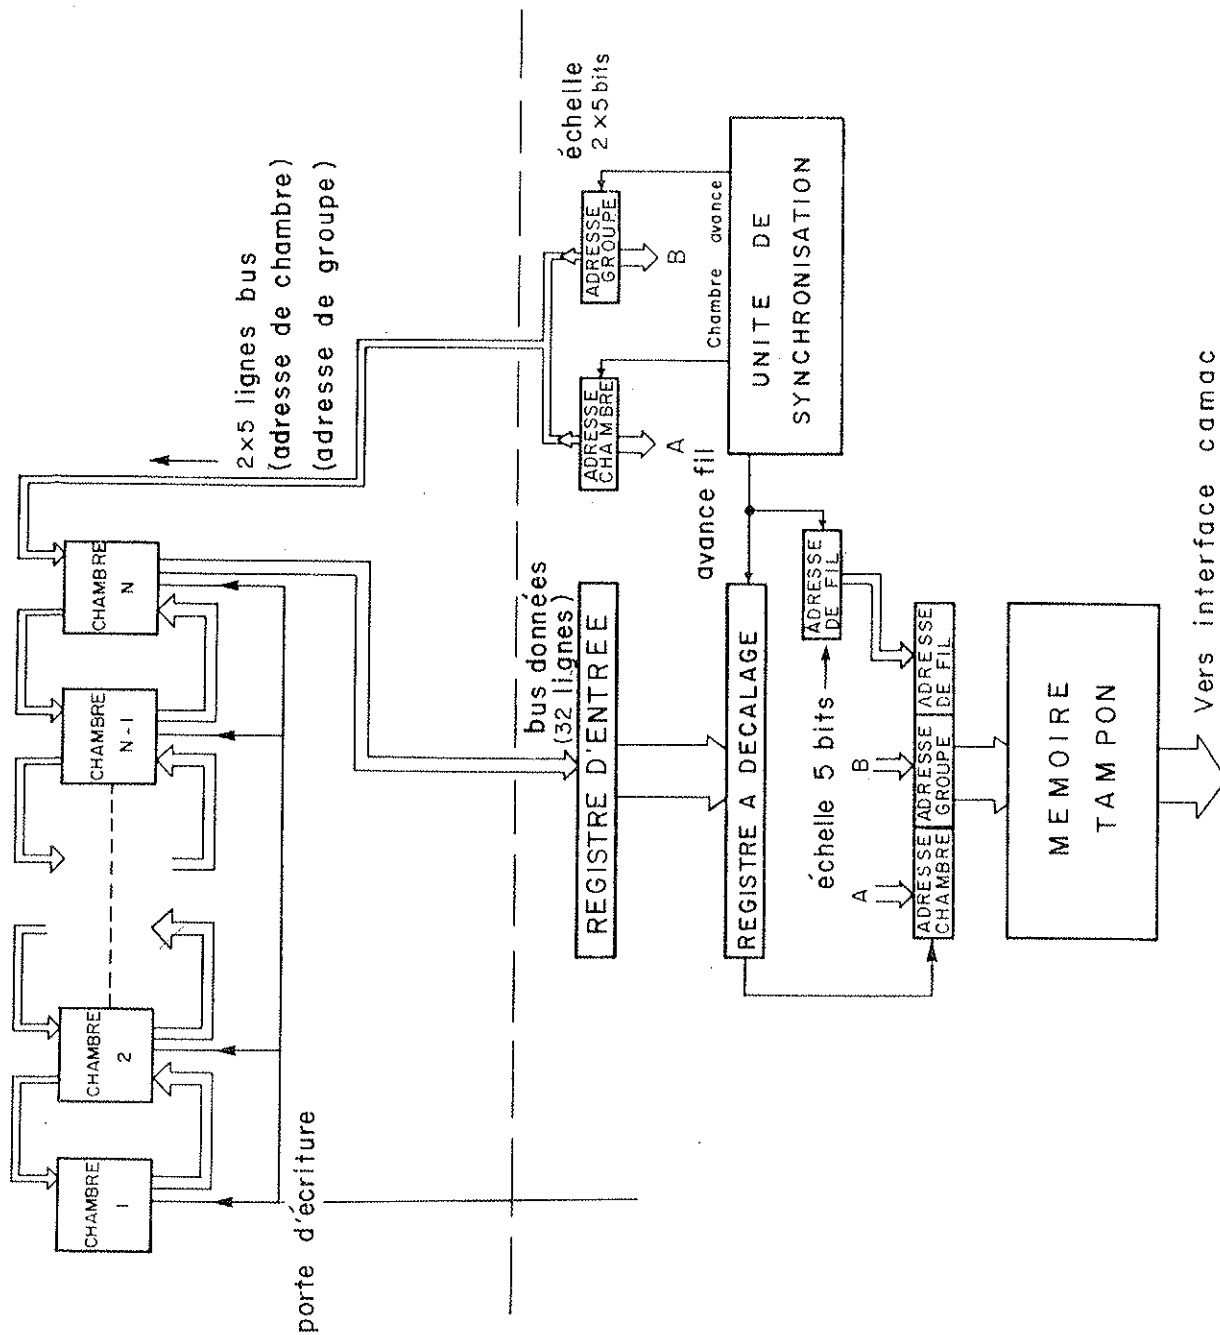 CHAMBRE
1
CHAMBRE
2
CHAMBRE
N-1
CHAMBRE
N
porte d'écriture
2×5 lignes bus
(adresse de chambre)
(adresse de groupe)
bus données
(32 lignes)
échelle
2×5bits
ADRESSE
CHAMBRE
ADRESSE
GROUPE
A
B
Chambre avance
UNITE DE
SYNCHRONISATION
avance fil
REGISTRE D'ENTREE
REGISTRE A DECALAGE
ADRESSE
DE FIL
échelle 5 bits
A
B
ADRESSE
CHAMBRE
ADRESSE
GROUPE
ADRESSE
DE FIL
MEMOIRE
TAMPON
Vers interface camac